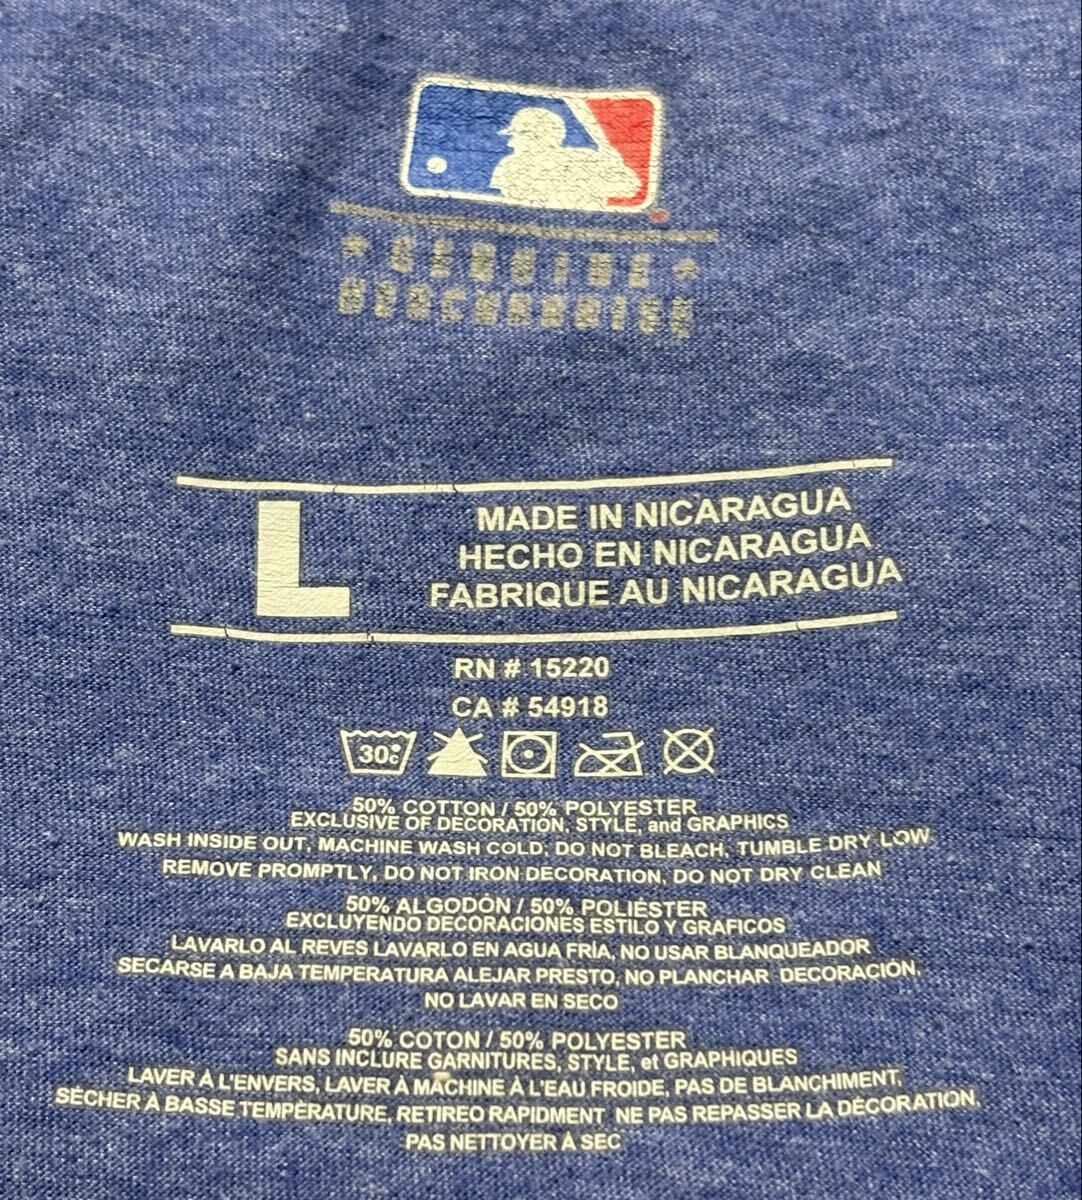 ★ GENUINE ★
MERCHANDISE
L
MADE IN NICARAGUA
HECHO EN NICARAGUA
FABRIQUE AU NICARAGUA
RN # 15220
CA # 54918
30c
50% COTTON / 50% POLYESTER
EXCLUSIVE OF DECORATION, STYLE, and GRAPHICS
WASH INSIDE OUT, MACHINE WASH COLD, DO NOT BLEACH, TUMBLE DRY LOW
REMOVE PROMPTLY, DO NOT IRON DECORATION, DO NOT DRY CLEAN
50% ALGODÓN / 50% POLIÉSTER
EXCLUYENDO DECORACIONES ESTILO Y GRAFICOS
LAVARLO AL REVES LAVARLO EN AGUA FRÍA, NO USAR BLANQUEADOR
SECARSE A BAJA TEMPERATURA ALEJAR PRESTO, NO PLANCHAR DECORACIÓN,
NO LAVAR EN SECO
50% COTON / 50% POLYESTER
SANS INCLURE GARNITURES, STYLE, et GRAPHIQUES
LAVER À L'ENVERS, LAVER À MACHINE À L'EAU FROIDE, PAS DE BLANCHIMENT,
SÉCHER À BASSE TEMPÉRATURE, RETIREO RAPIDMENT NE PAS REPASSER LA DÉCORATION,
PAS NETTOYER À SEC